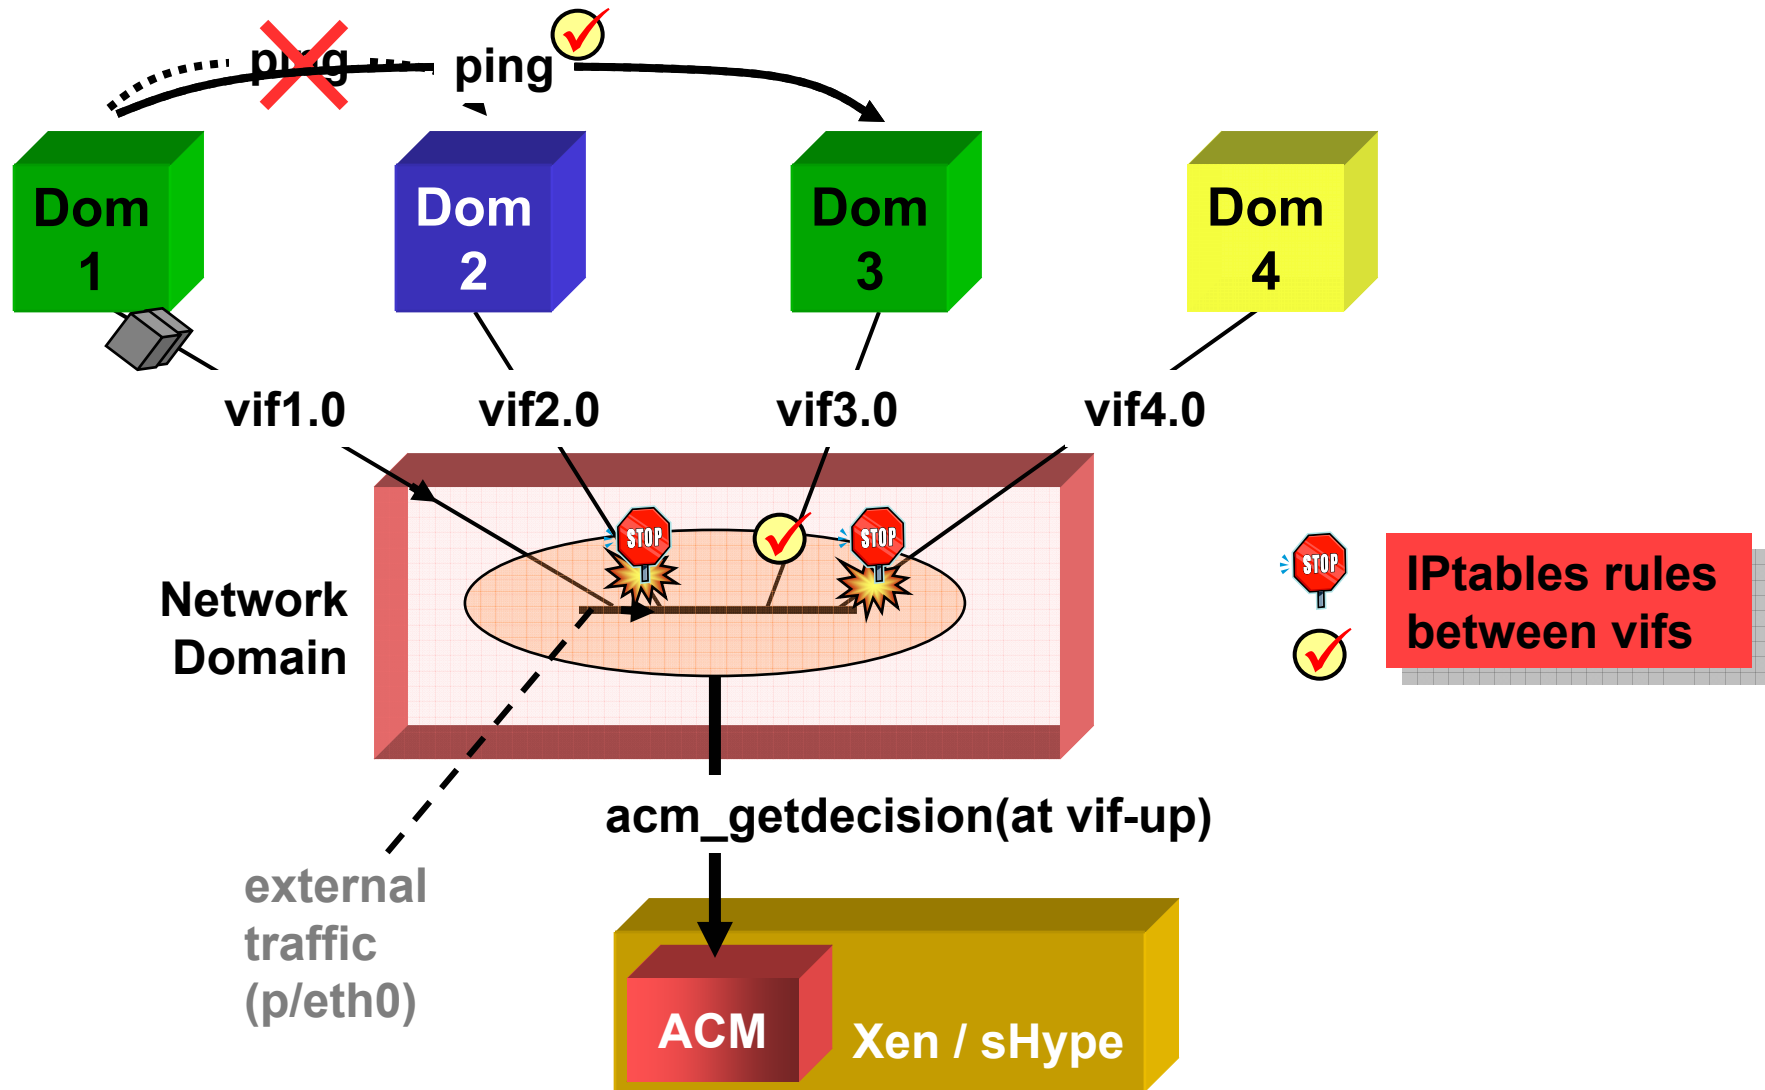 ping
ping
Dom
1
Dom
2
Dom
3
Dom
4
vif1.0
vif2.0
vif3.0
vif4.0
STOP
STOP
Network
Domain
STOP
IPtables rules
between vifs
acm_getdecision(at vif-up)
external
traffic
(p/eth0)
ACM
Xen / sHype